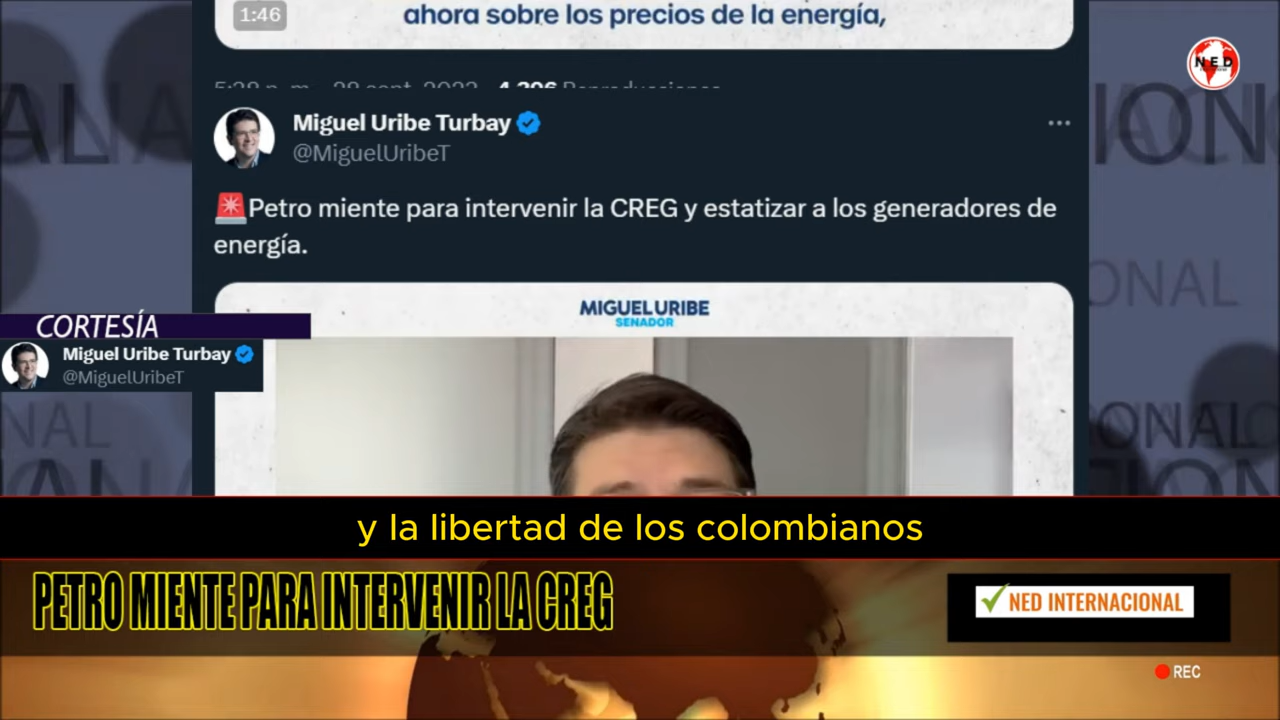 1:46
ahora sobre los precios de la energía,
NED
Miguel Uribe Turbay
@MiguelUribeT
🚨Petro miente para intervenir la CREG y estatizar a los generadores de
energía.
MIGUEL URIBE
SENADOR
CORTESÍA
Miguel Uribe Turbay
@MiguelUribeT
y la libertad de los colombianos
PETRO MIENTE PARA INTERVENIR LA CREG
NED INTERNACIONAL
REC